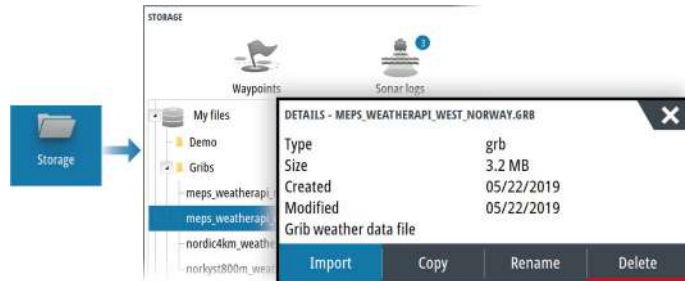 STORAGE
3
Waypoints
Sonar logs
Storage
My files
Demo
Gribs
meps_weatherapi_
meps_weatherapi_
nordic4km_weathe
norkyst800m_wea
DETAILS - MEPS_WEATHERAPI_WEST_NORWAY.GRB
X
Type grb
Size 3.2 MB
Created 05/22/2019
Modified 05/22/2019
Grib weather data file
Import Copy Rename Delete